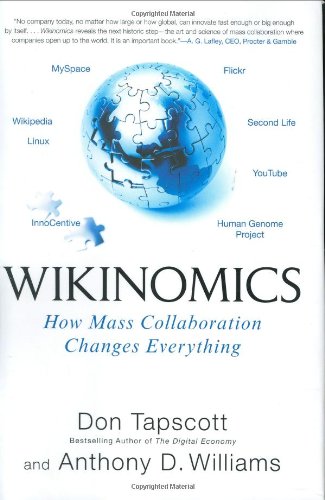 Copyrighted Material
"No company today, no matter how large or how global, can innovate fast enough or big enough
by itself. . . . Wikinomics reveals the next historic step—the art and science of mass collaboration where
companies open up to the world. It is an important book."—A. G. Lafley, CEO, Procter & Gamble
MySpace
Flickr
Wikipedia
Second Life
Linux
YouTube
InnoCentive
Human Genome
Project
WIKINOMICS
How Mass Collaboration
Changes Everything
Don Tapscott
Bestselling Author of The Digital Economy
and Anthony D. Williams
Copyrighted Material